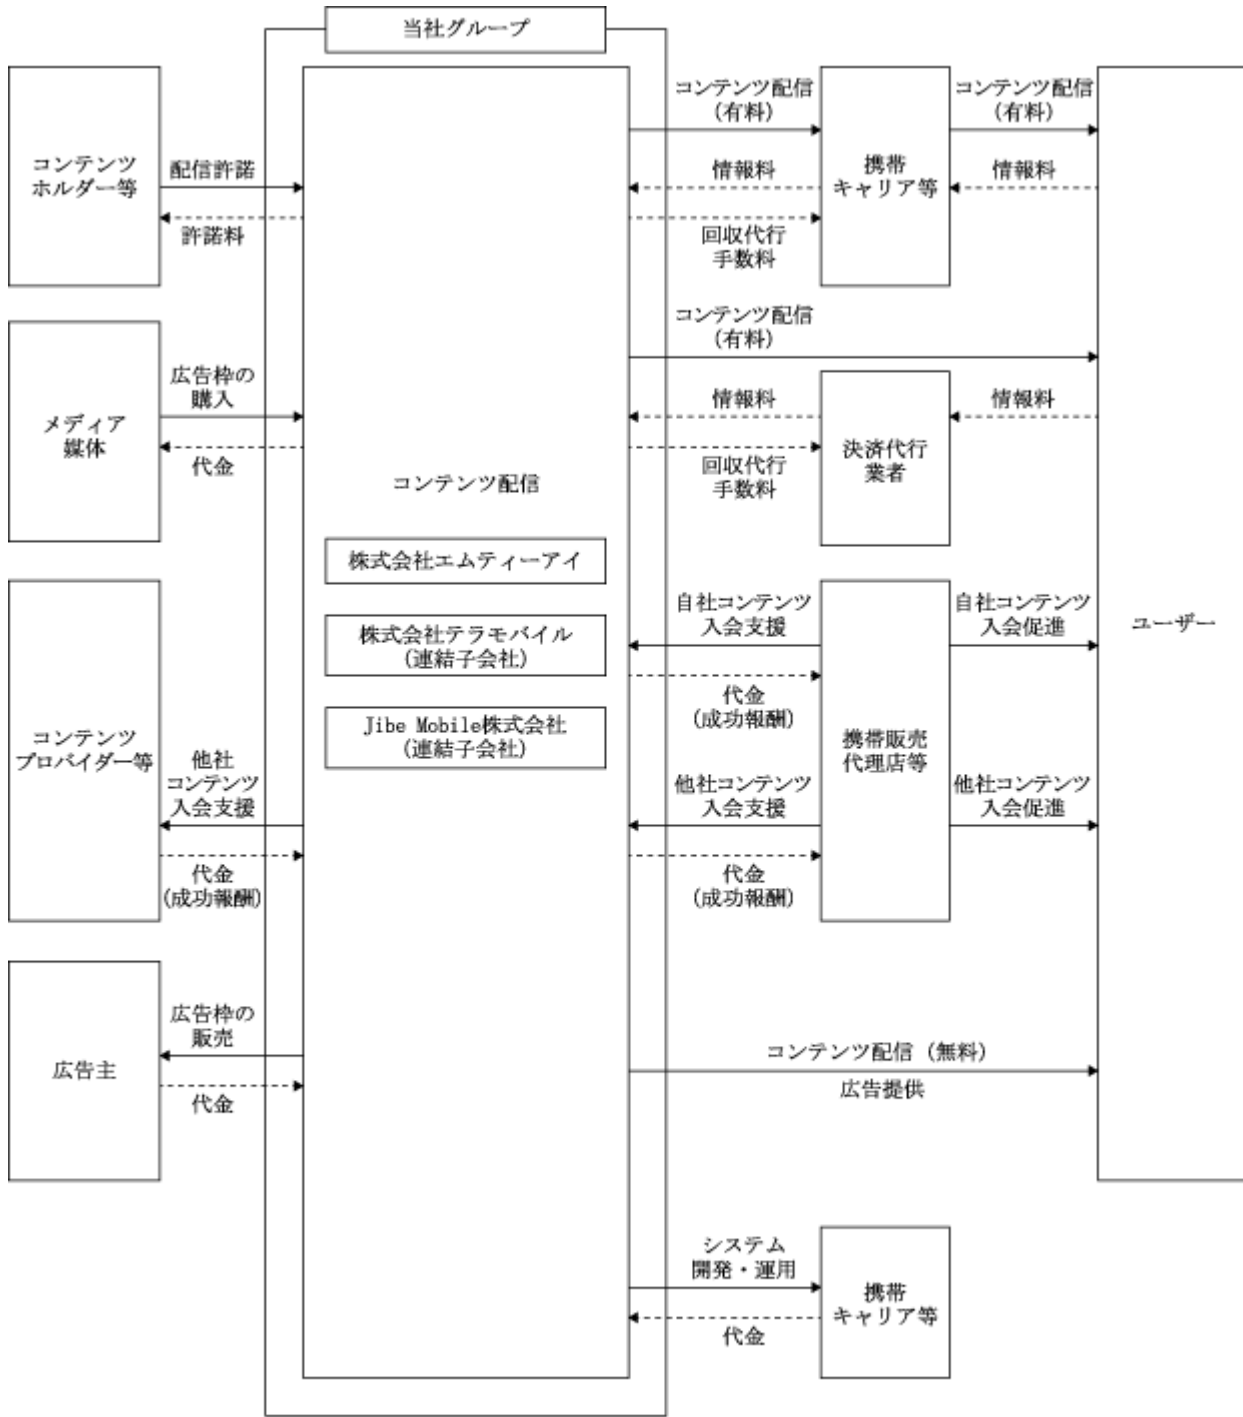 当社グループ
コンテンツ
ホルダー等
配信許諾
許諾料
コンテンツ配信
(有料)
情報料
回収代行
手数料
携帯
キャリア等
コンテンツ配信
(有料)
情報料
メディア
媒体
広告枠の
購入
代金
コンテンツ配信
(有料)
情報料
回収代行
手数料
決済代行
業者
情報料
コンテンツ配信
株式会社エムティーアイ
株式会社テラモバイル
(連結子会社)
Jibe Mobile株式会社
(連結子会社)
コンテンツ
プロバイダー等
他社
コンテンツ
入会支援
代金
(成功報酬)
自社コンテンツ
入会支援
代金
(成功報酬)
他社コンテンツ
入会支援
代金
(成功報酬)
携帯販売
代理店等
自社コンテンツ
入会促進
他社コンテンツ
入会促進
ユーザー
広告主
広告枠の
販売
代金
コンテンツ配信 (無料)
広告提供
システム
開発・運用
代金
携帯
キャリア等